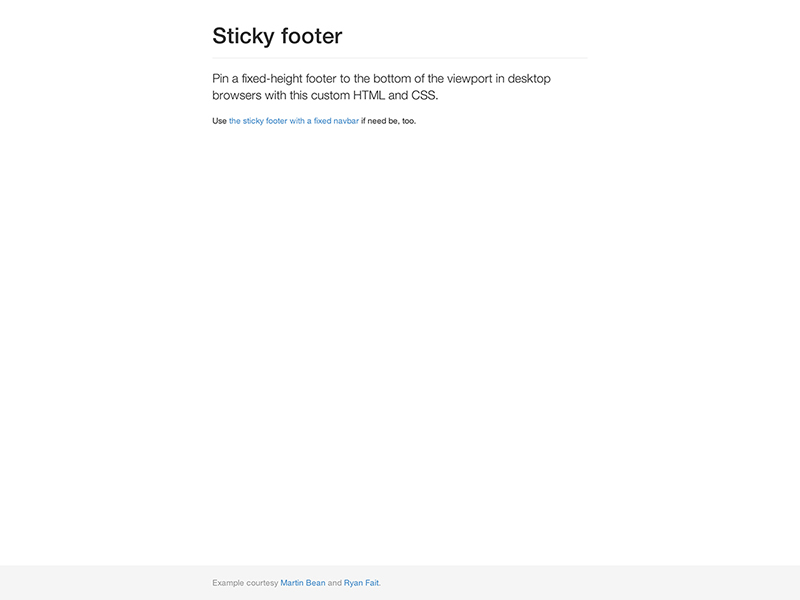 Sticky footer
Pin a fixed-height footer to the bottom of the viewport in desktop
browsers with this custom HTML and CSS.
Use the sticky footer with a fixed navbar if need be, too.
Example courtesy Martin Bean and Ryan Fait.